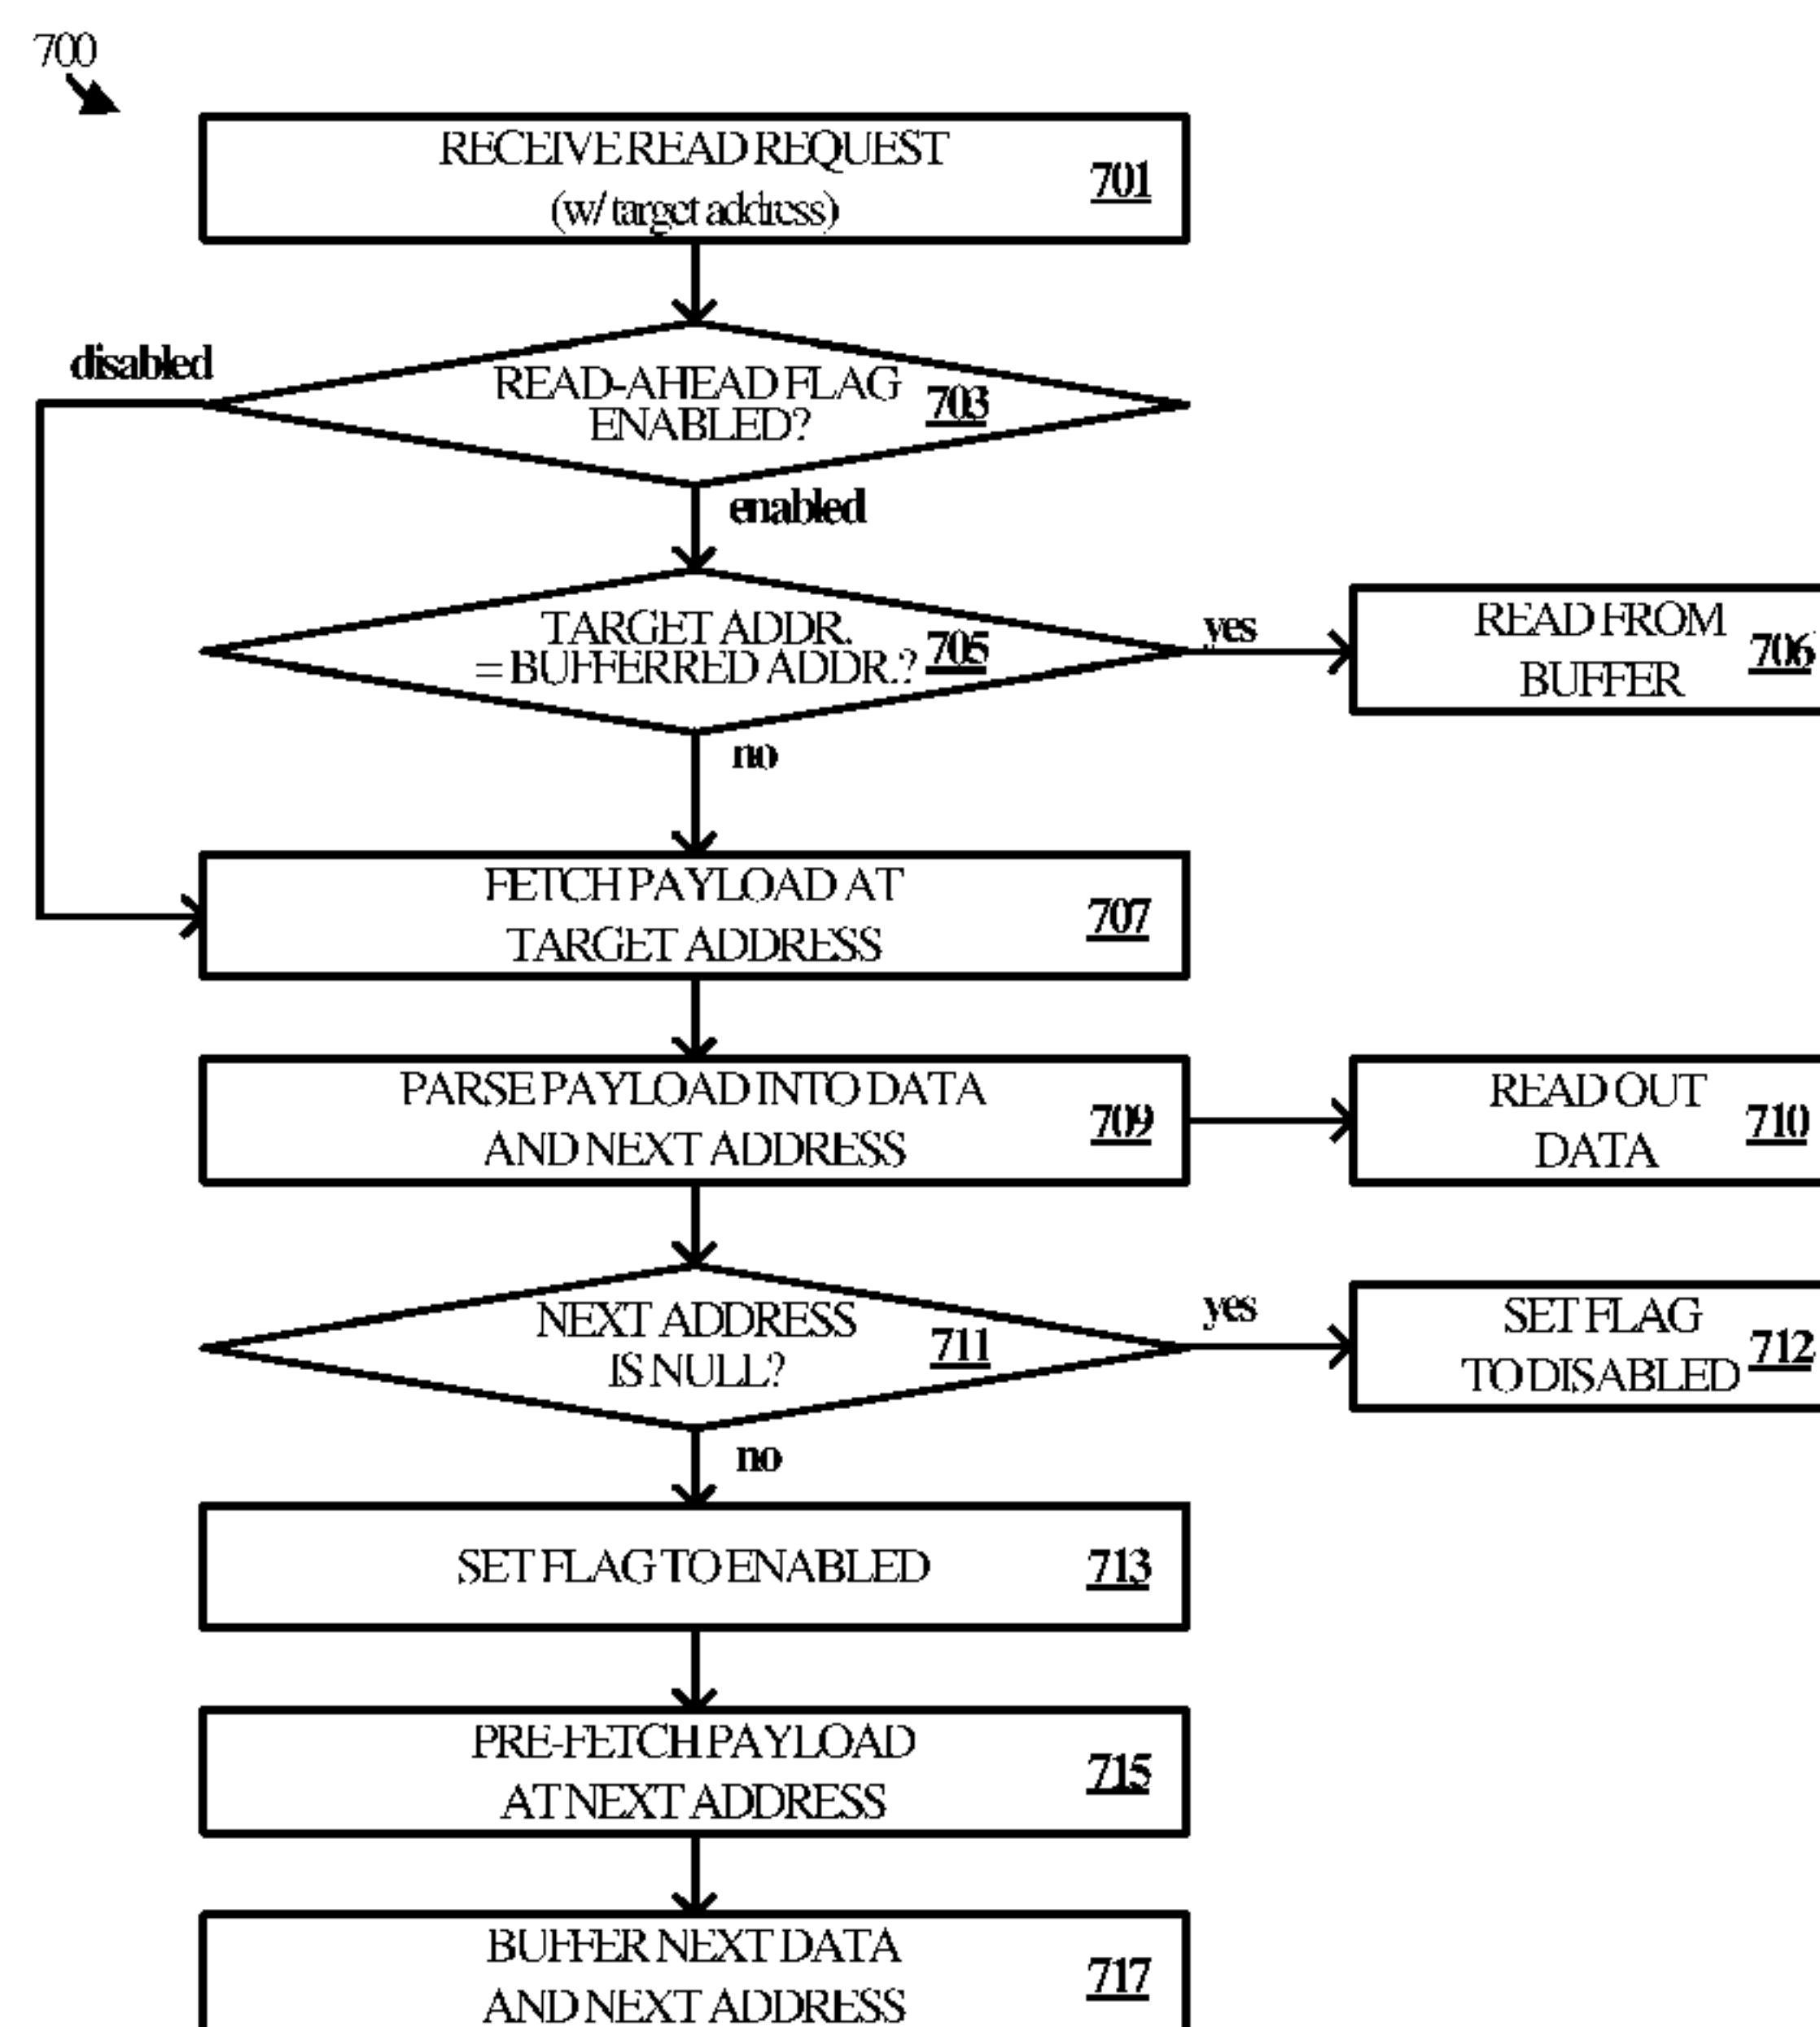 700
RECEIVE READ REQUEST
(w/ target address)
701
disabled
READ-AHEAD FLAG
ENABLED?
703
enabled
TARGET ADDR.
= BUFFERRED ADDR.?
705
yes
READ FROM
BUFFER
706
no
FETCH PAYLOAD AT
TARGET ADDRESS
707
PARSE PAYLOAD INTO DATA
AND NEXT ADDRESS
709
READ OUT
DATA
710
NEXT ADDRESS
IS NULL?
711
yes
SET FLAG
TO DISABLED
712
no
SET FLAG TO ENABLED
713
PRE-FETCH PAYLOAD
AT NEXT ADDRESS
715
BUFFER NEXT DATA
AND NEXT ADDRESS
717